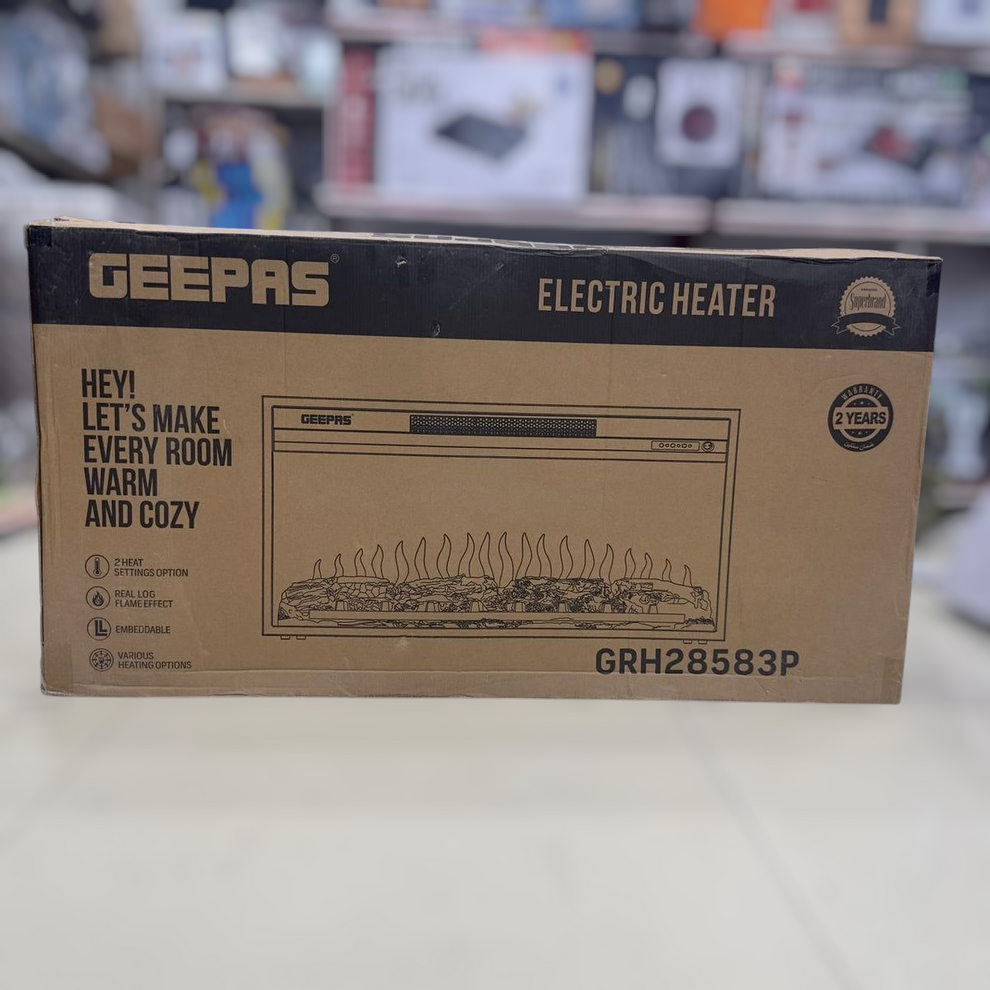 GEEPAS®
ELECTRIC HEATER
Superbrand
HEY!
LET'S MAKE
EVERY ROOM
WARM
AND COZY
WARRANTY
2 YEARS
GEEPAS
2 HEAT
SETTINGS OPTION
REAL LOG
FLAME EFFECT
EMBEDDABLE
VARIOUS
HEATING OPTIONS
GRH28583P